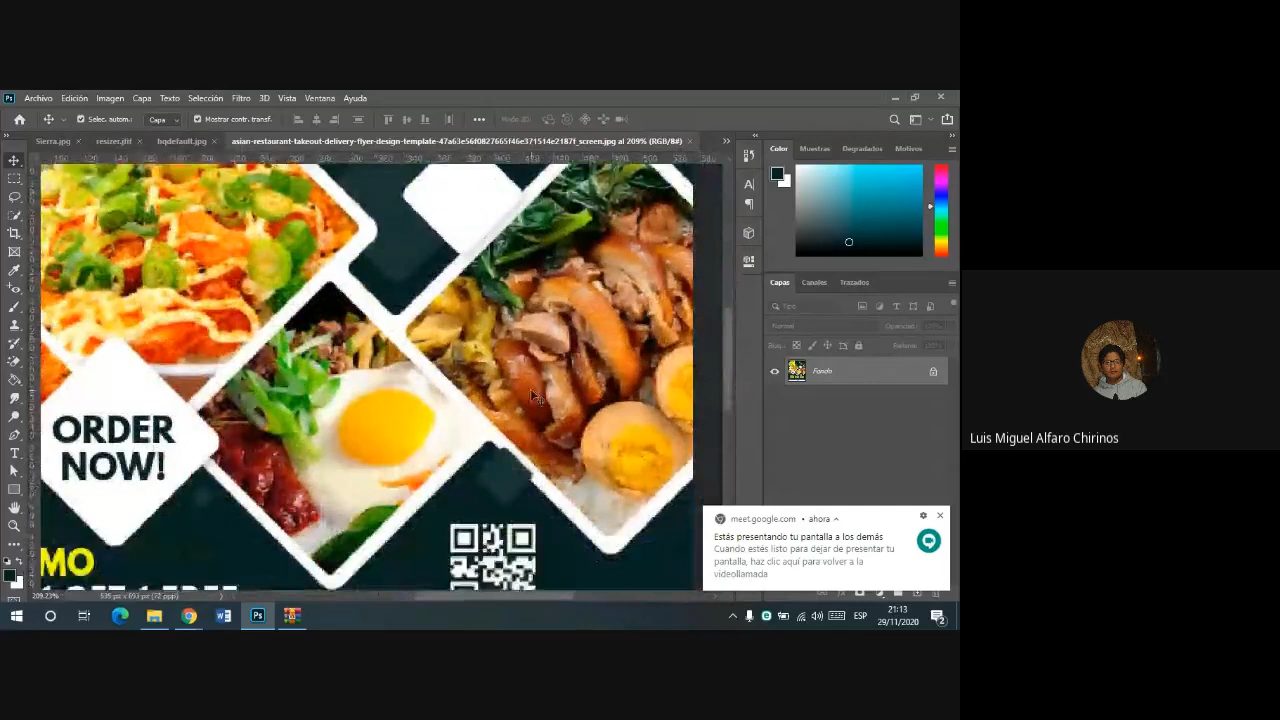 Archivo Edición Imagen Capa Texto Selección Filtro 3D Vista Ventana Ayuda
Selec. autom.: Capa Mostrar contr. transf.
Sierra.jpg × resizer.jfif × hqdefault.jpg × asian-restaurant-takeout-delivery-flyer-design-template-47a63e56f0827665f46e371514e2187f_screen.jpg al 209% (RGB/8#) ×
Color Muestras Degradados Motivos
Capas Canales Trazados
Tipo
Normal Opacidad:
Fondo
ORDER
NOW!
MO
meet.google.com • ahora
Estás presentando tu pantalla a los demás
Cuando estés listo para dejar de presentar tu
pantalla, haz clic aquí para volver a la
videollamada
Luis Miguel Alfaro Chirinos
ESP
21:13
29/11/2020
2